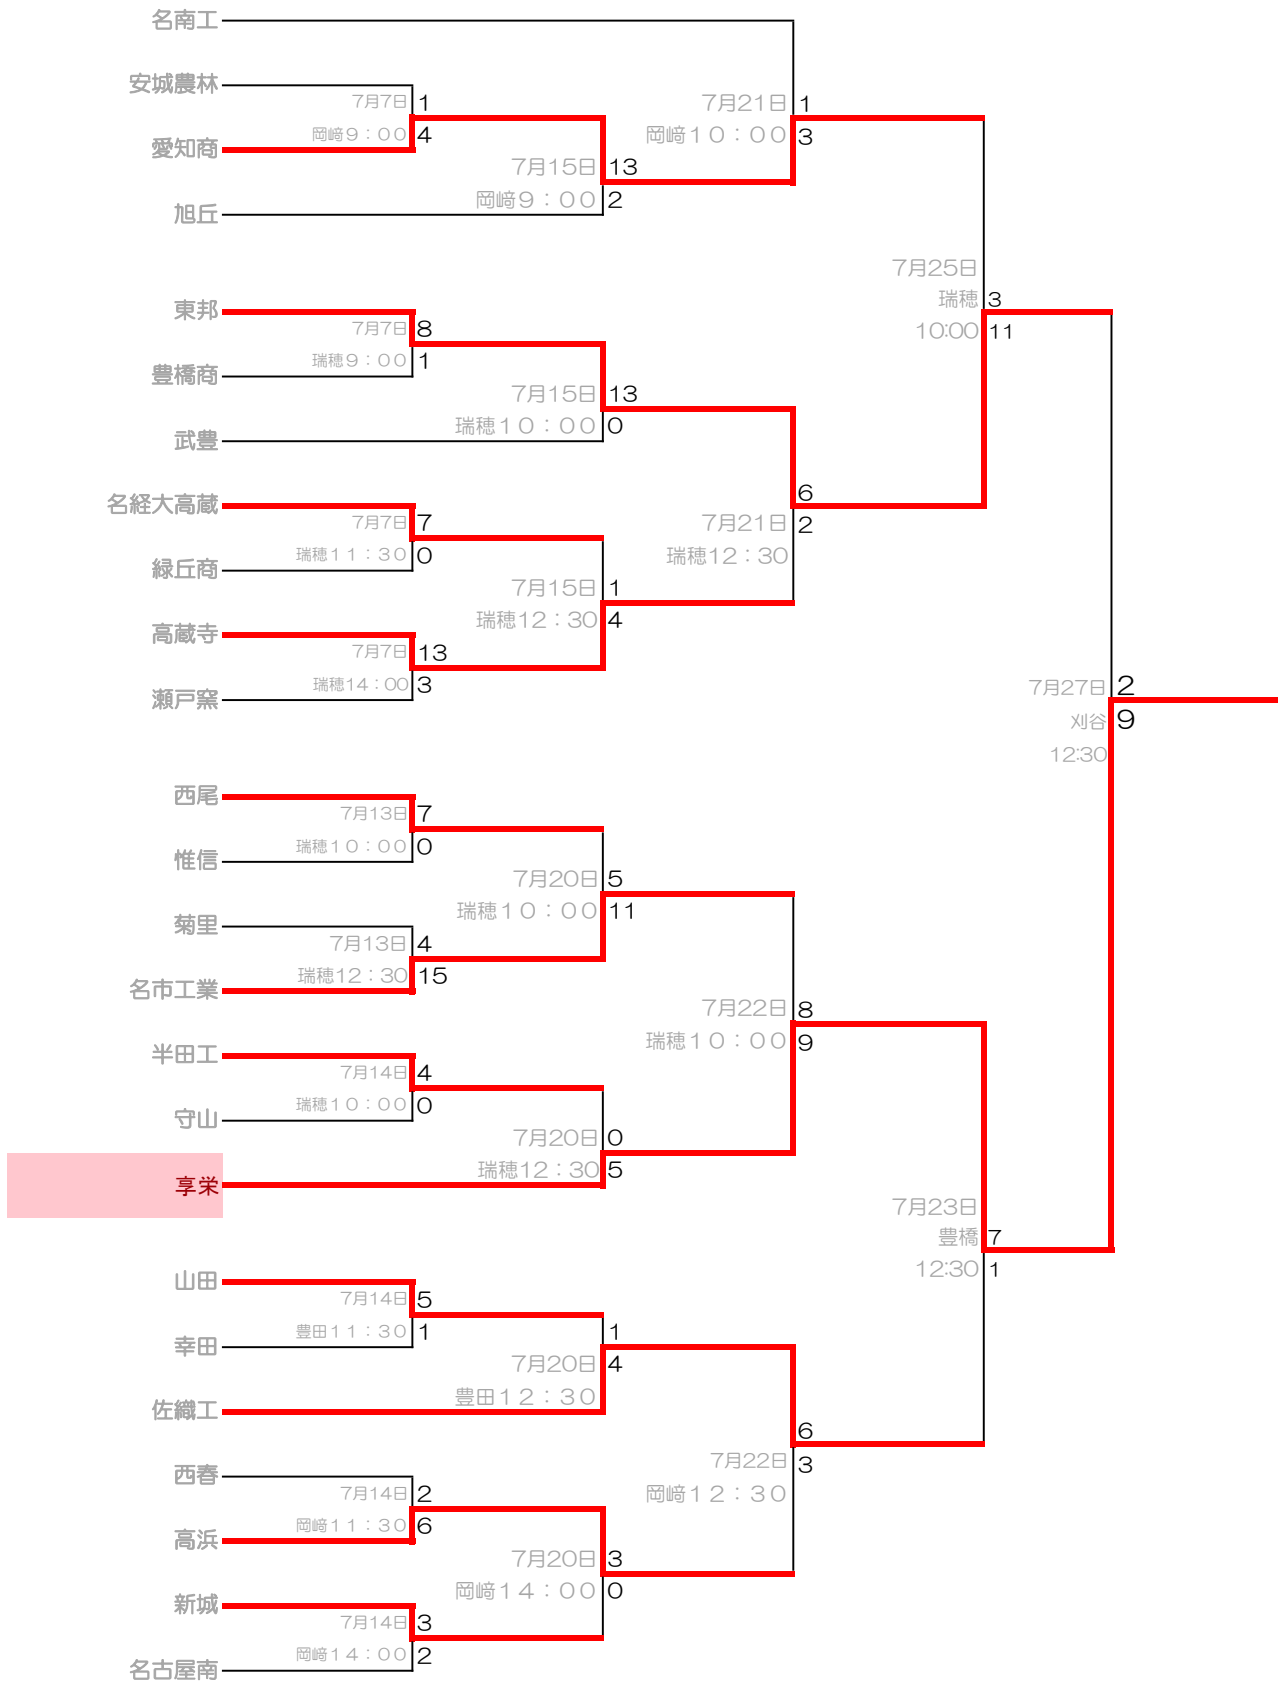 名南工
安城農林
7月7日 1
岡﨑9：00 4
愛知商
7月15日 13
岡﨑9：00 2
旭丘
7月21日 1
岡﨑10：00 3
東邦
7月7日 8
瑞穂9：00 1
豊橋商
7月15日 13
瑞穂10：00 0
武豊
名経大高蔵
7月7日 7
瑞穂11：30 0
緑丘商
7月15日 1
瑞穂12：30 4
高蔵寺
7月7日 13
瑞穂14：00 3
瀬戸窯
7月21日 6
瑞穂12：30 2
7月25日
瑞穂 3
10:00 11
7月27日 2
刈谷 9
12:30
西尾
7月13日 7
瑞穂10：00 0
惟信
7月20日 5
瑞穂10：00 11
菊里
7月13日 4
瑞穂12：30 15
名市工業
7月22日 8
瑞穂10：00 9
半田工
7月14日 4
瑞穂10：00 0
守山
7月20日 0
瑞穂12：30 5
享栄
7月23日
豊橋 7
12:30 1
山田
7月14日 5
豊田11：30 1
幸田
7月20日 1
豊田12：30 4
佐織工
7月22日 6
岡﨑12：30 3
西春
7月14日 2
岡﨑11：30 6
高浜
7月20日 3
岡﨑14：00 0
新城
7月14日 3
岡﨑14：00 2
名古屋南